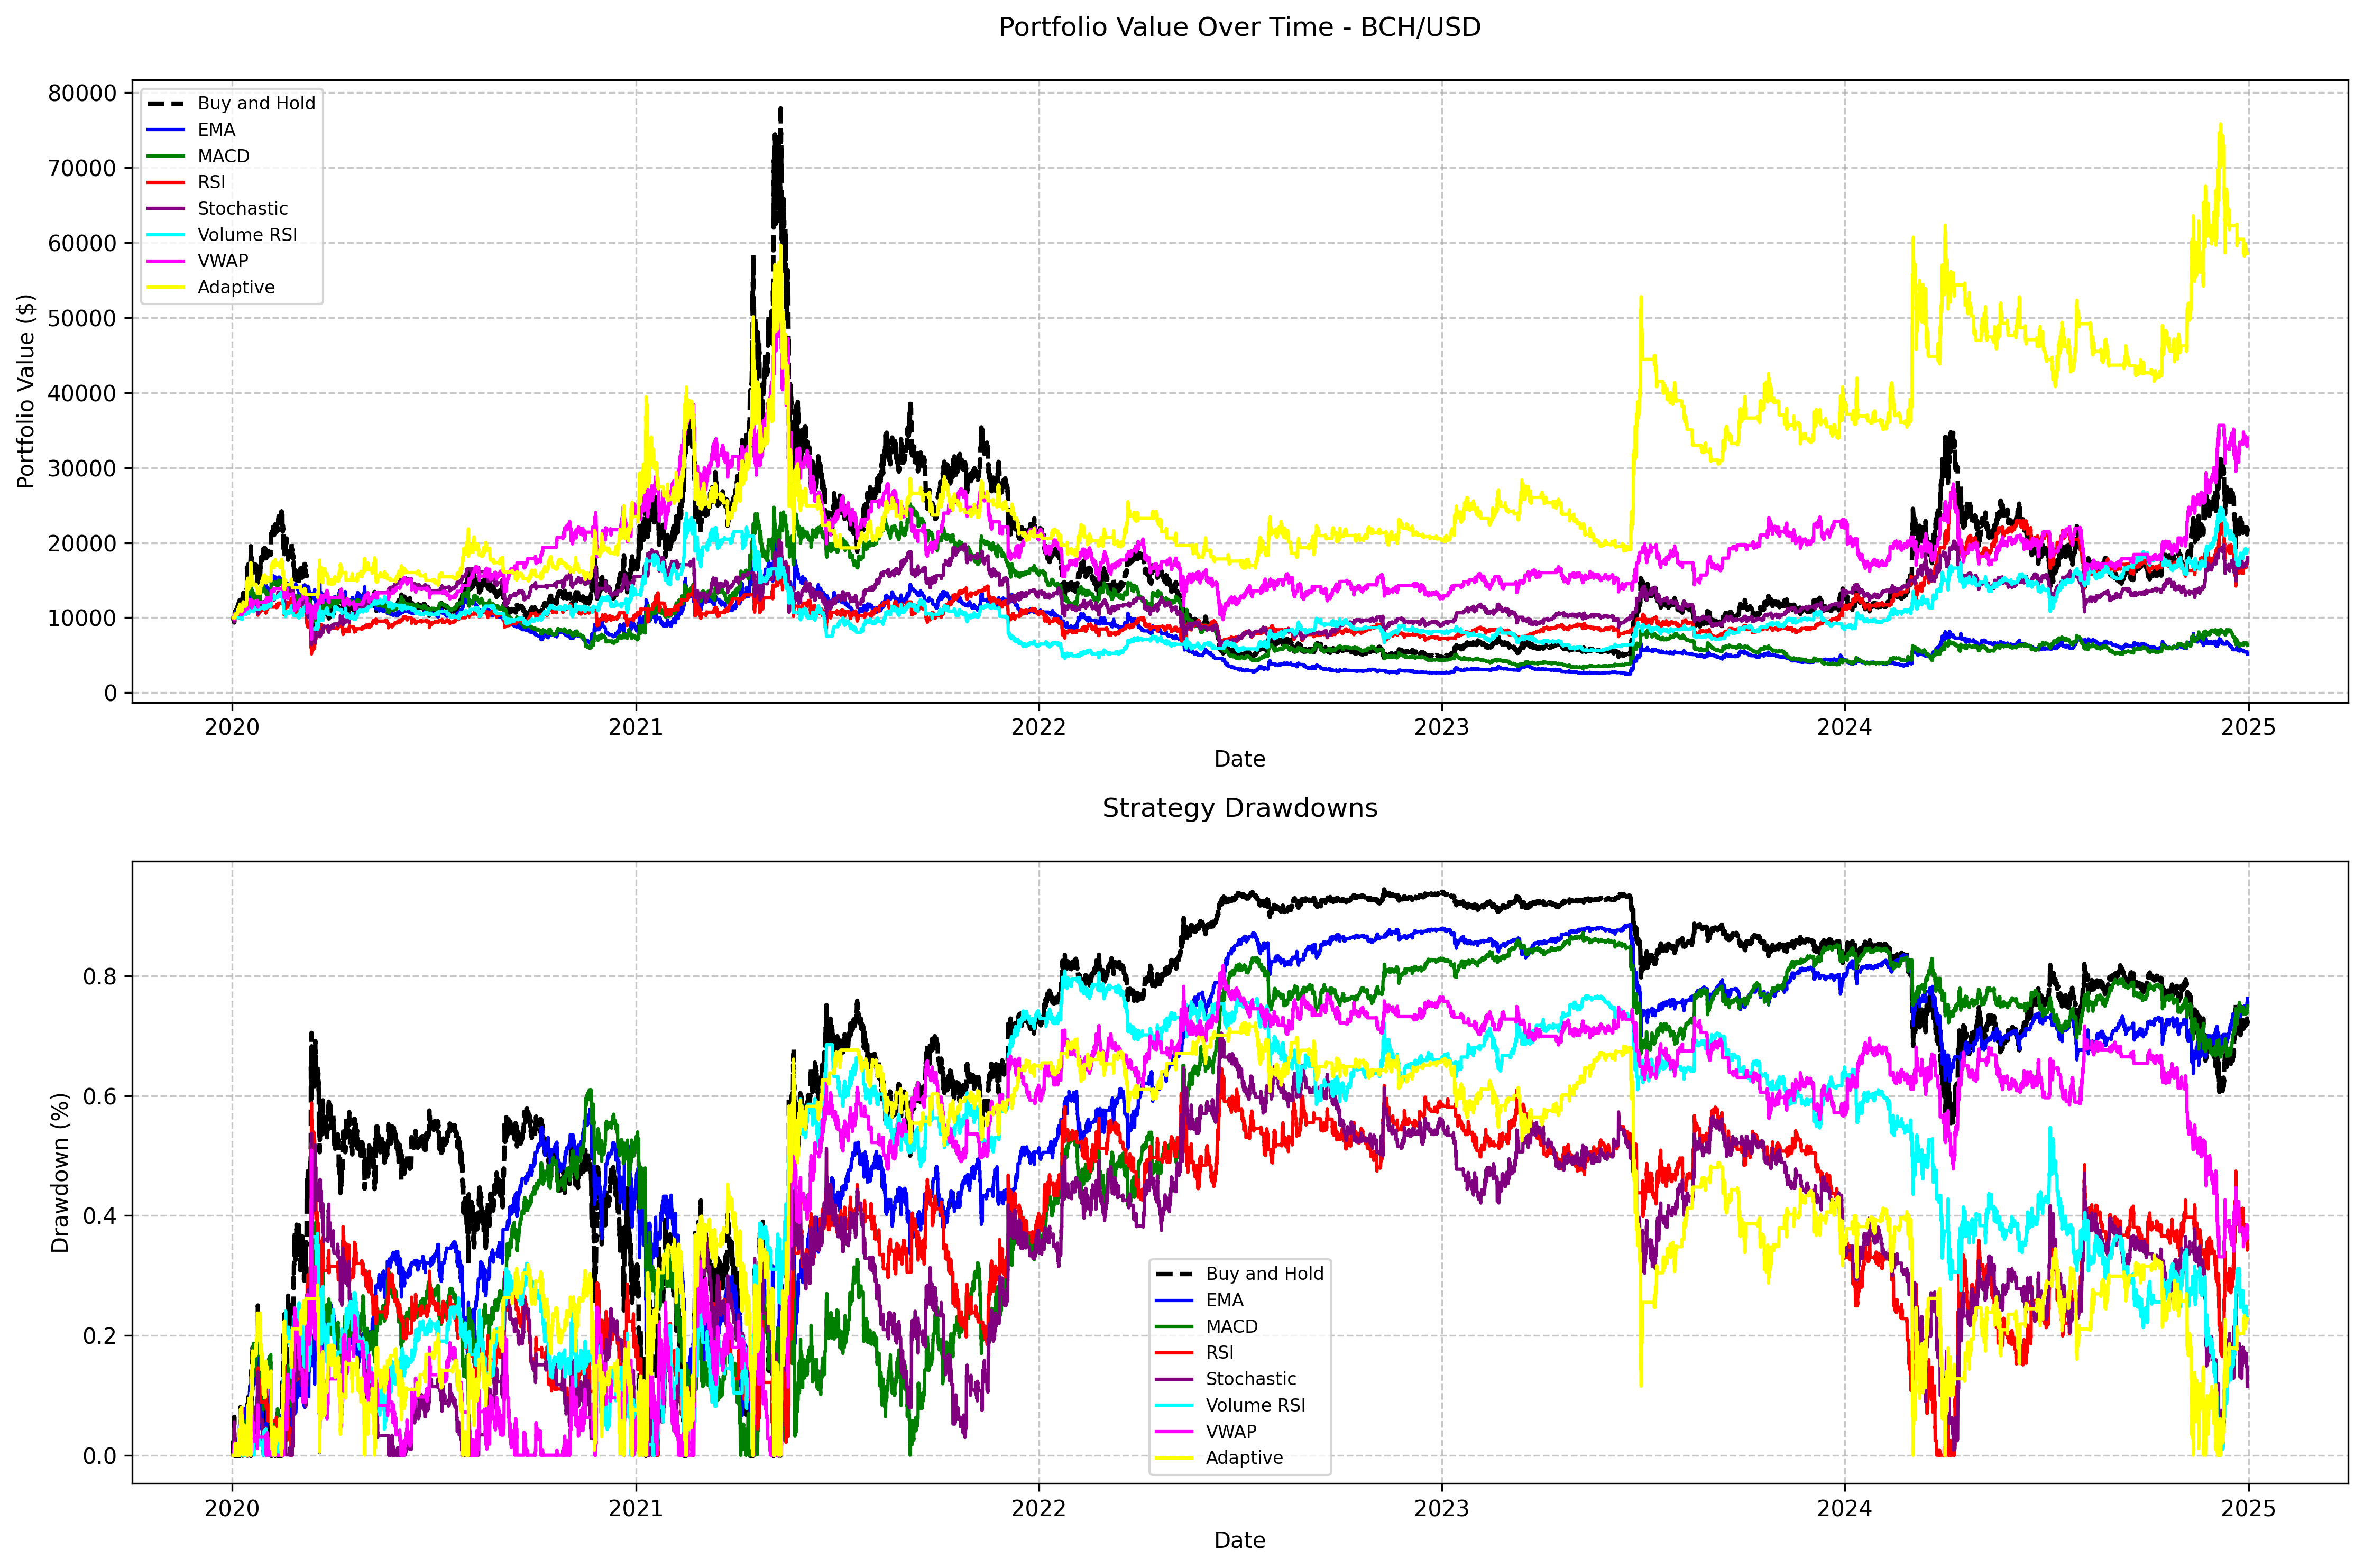 Portfolio Value Over Time - BCH/USD
Portfolio Value ($)
80000
70000
60000
50000
40000
30000
20000
10000
0
Buy and Hold
EMA
MACD
RSI
Stochastic
Volume RSI
VWAP
Adaptive
2020 2021 2022 2023 2024 2025
Date
Strategy Drawdowns
Drawdown (%)
0.8
0.6
0.4
0.2
0.0
Buy and Hold
EMA
MACD
RSI
Stochastic
Volume RSI
VWAP
Adaptive
2020 2021 2022 2023 2024 2025
Date